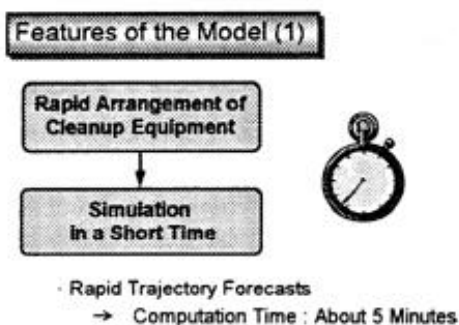 Features of the Model (1)
Rapid Arrangement of
Cleanup Equipment
Simulation
in a Short Time
· Rapid Trajectory Forecasts
→ Computation Time : About 5 Minutes